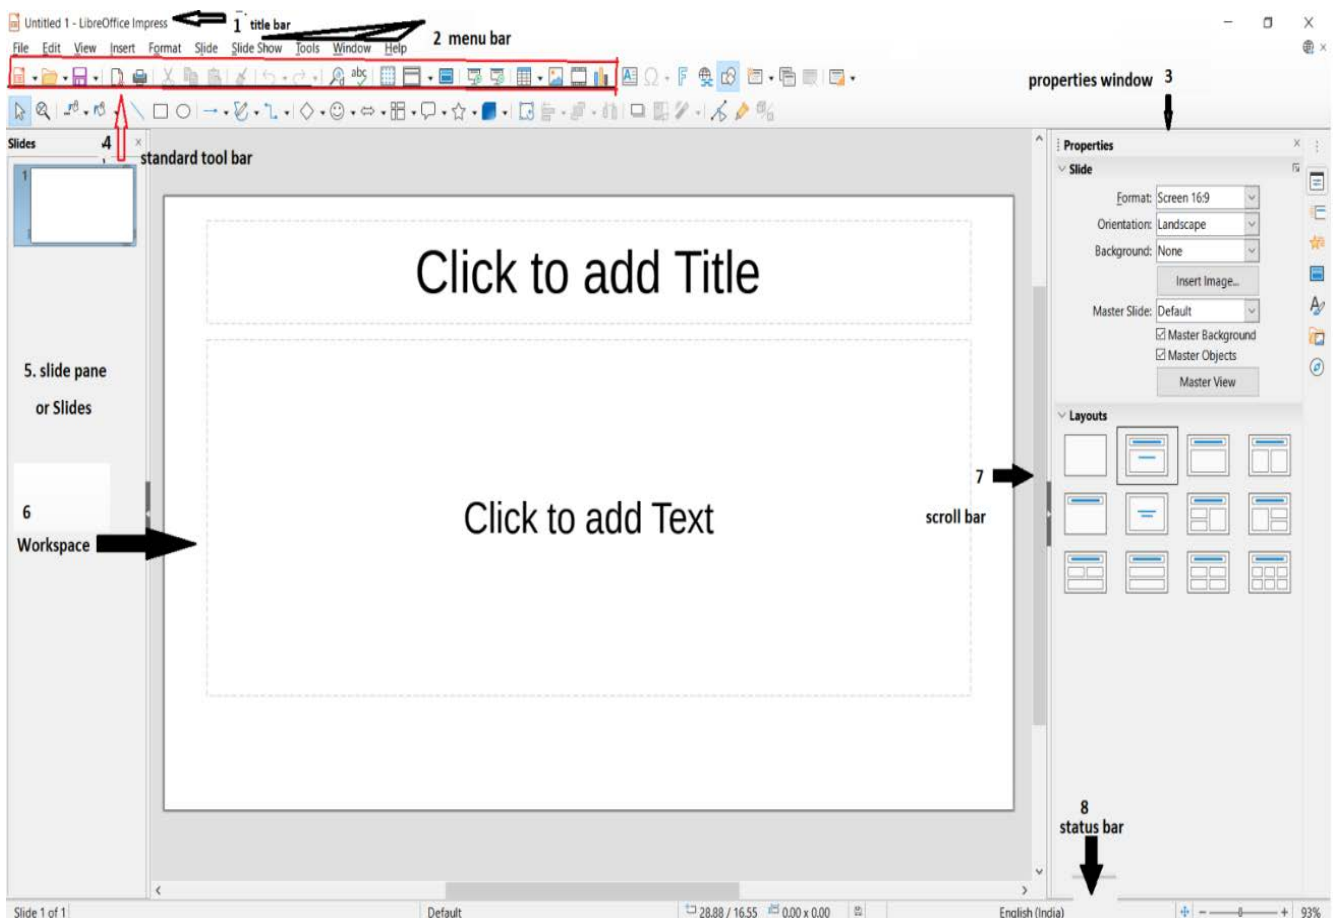 Untitled 1 - LibreOffice Impress
1 title bar
2 menu bar
File Edit View Insert Format Slide Slide Show Tools Window Help
properties window 3
Slides
4
standard tool bar
1
Properties
Slide
Format: Screen 16:9
Orientation: Landscape
Background: None
Insert Image...
Master Slide: Default
Master Background
Master Objects
Master View
Layouts
Click to add Title
Click to add Text
5. slide pane
or Slides
6
Workspace
7
scroll bar
8
status bar
Slide 1 of 1 Default 28.88 / 16.55 0.00 x 0.00 English (India) 93%